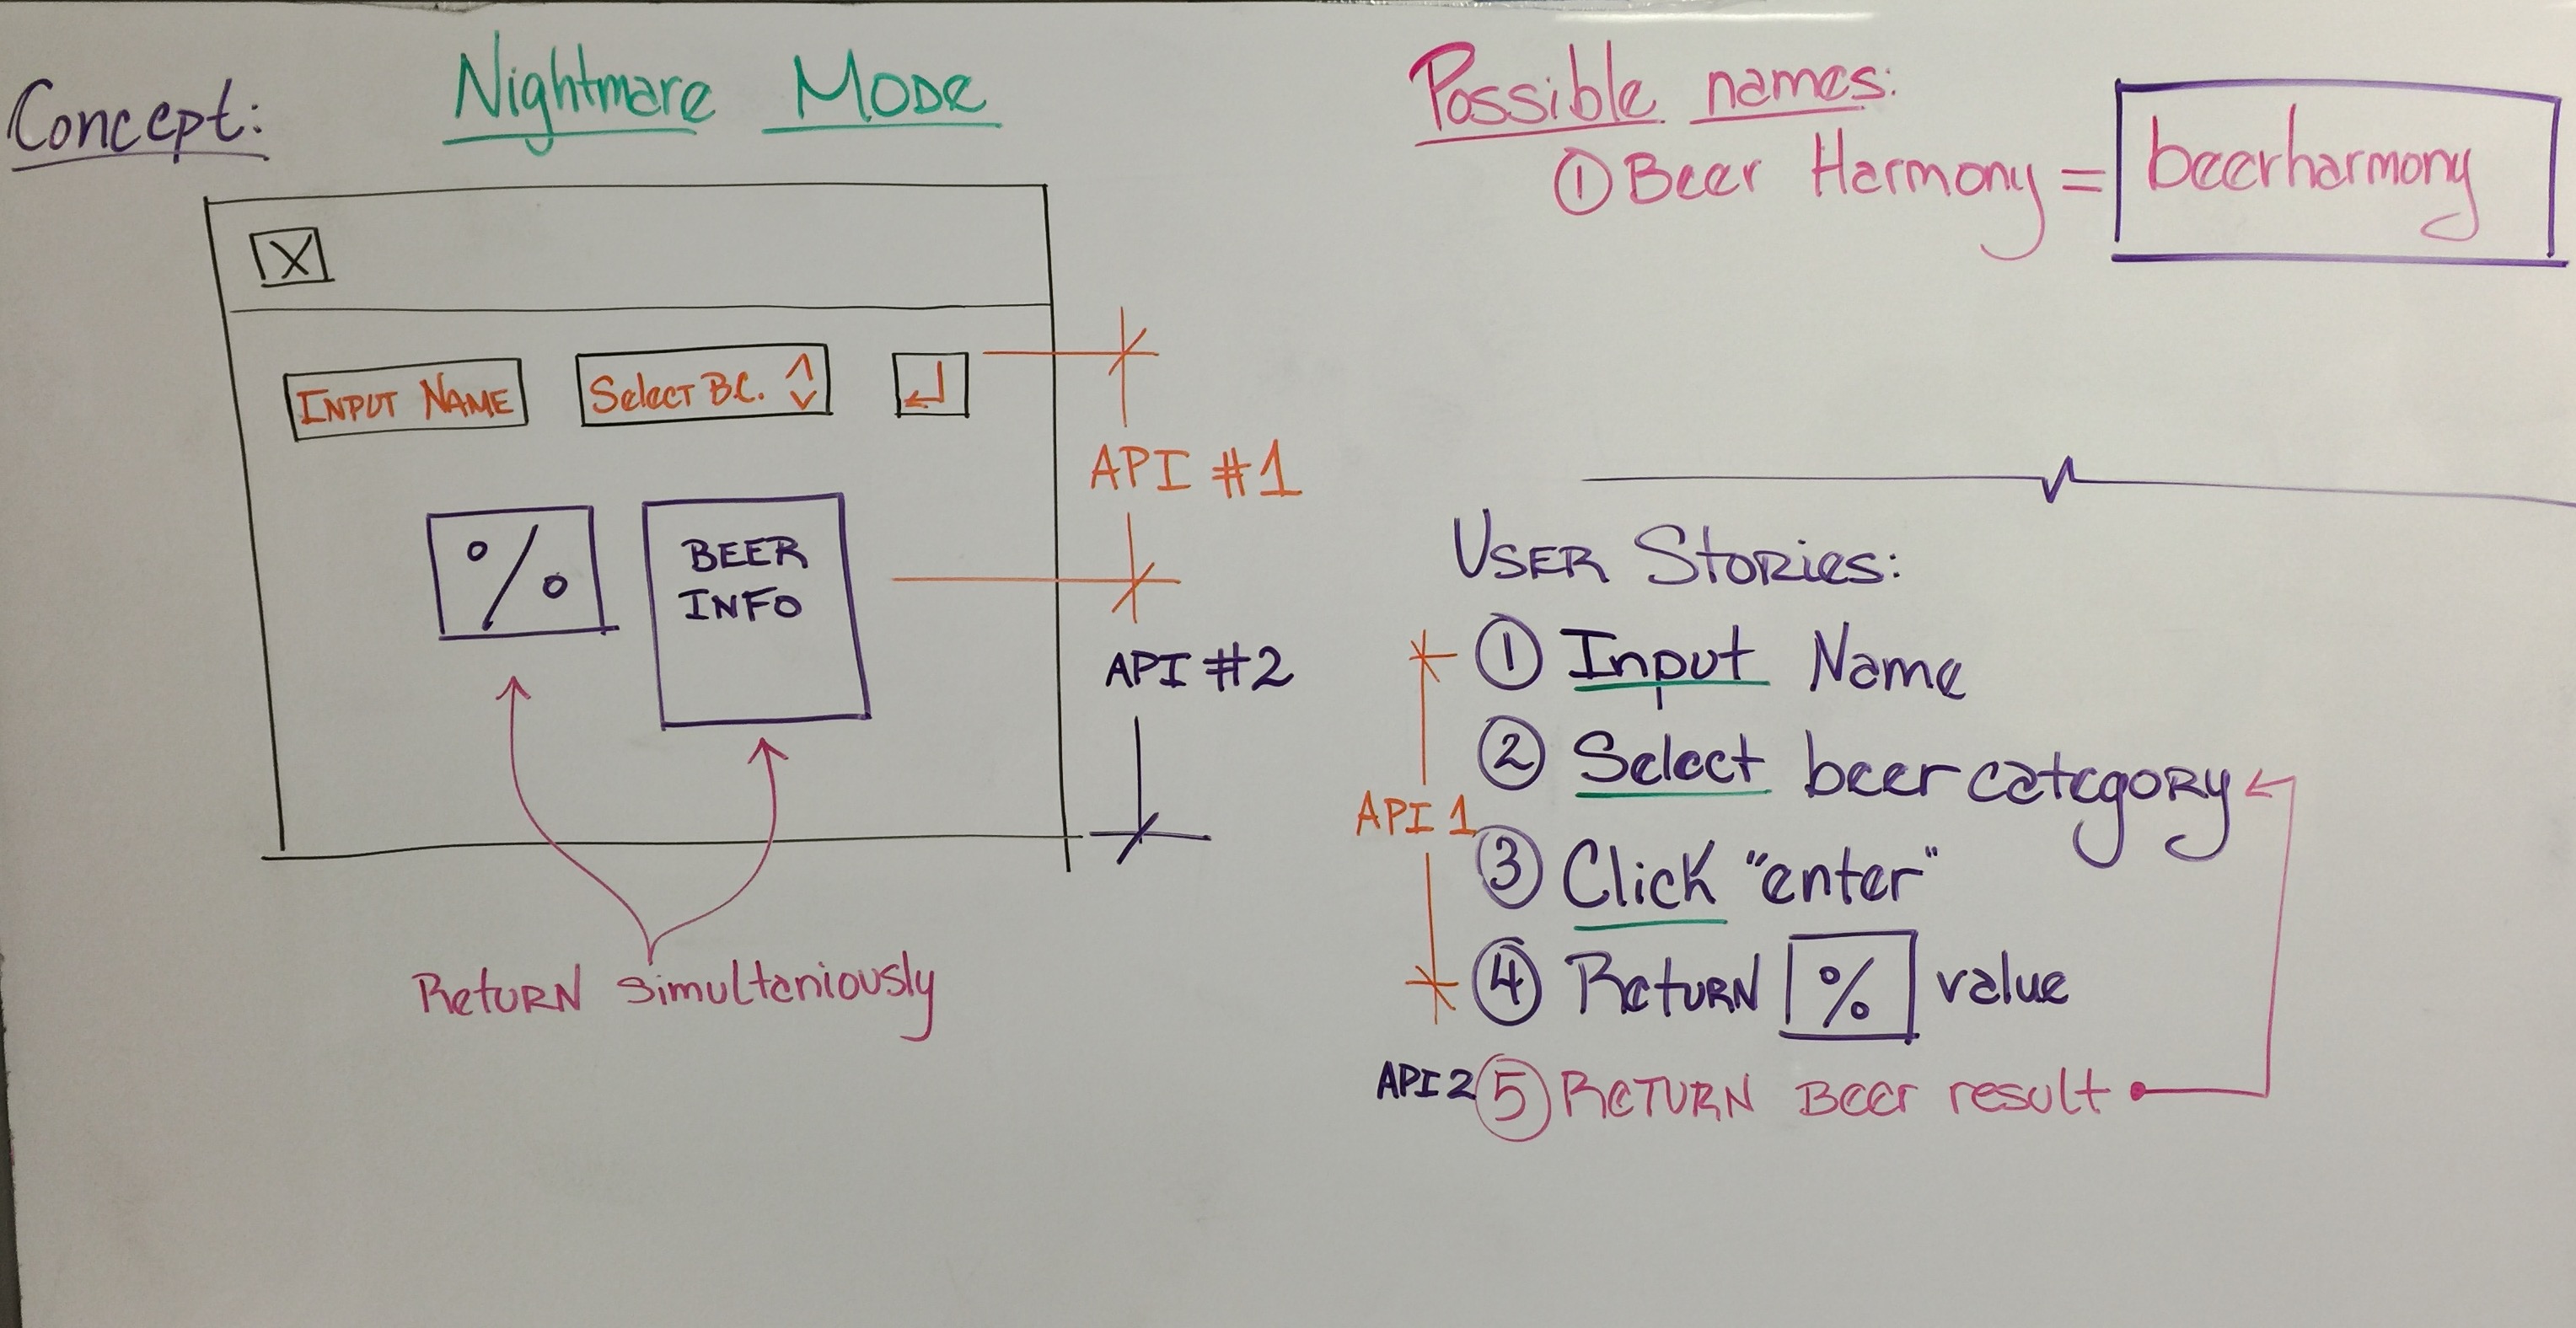 Concept:
Nightmare Mode
X
INPUT NAME
Select B.C.
API #1
%
BEER
INFO
API #2
Return simultaniously
Possible names:
① Beer Harmony = beerharmony
USER Stories:
① Input Name
② Select beer category
API 1
③ Click "enter"
④ Return % value
API 2 ⑤ Return Beer result